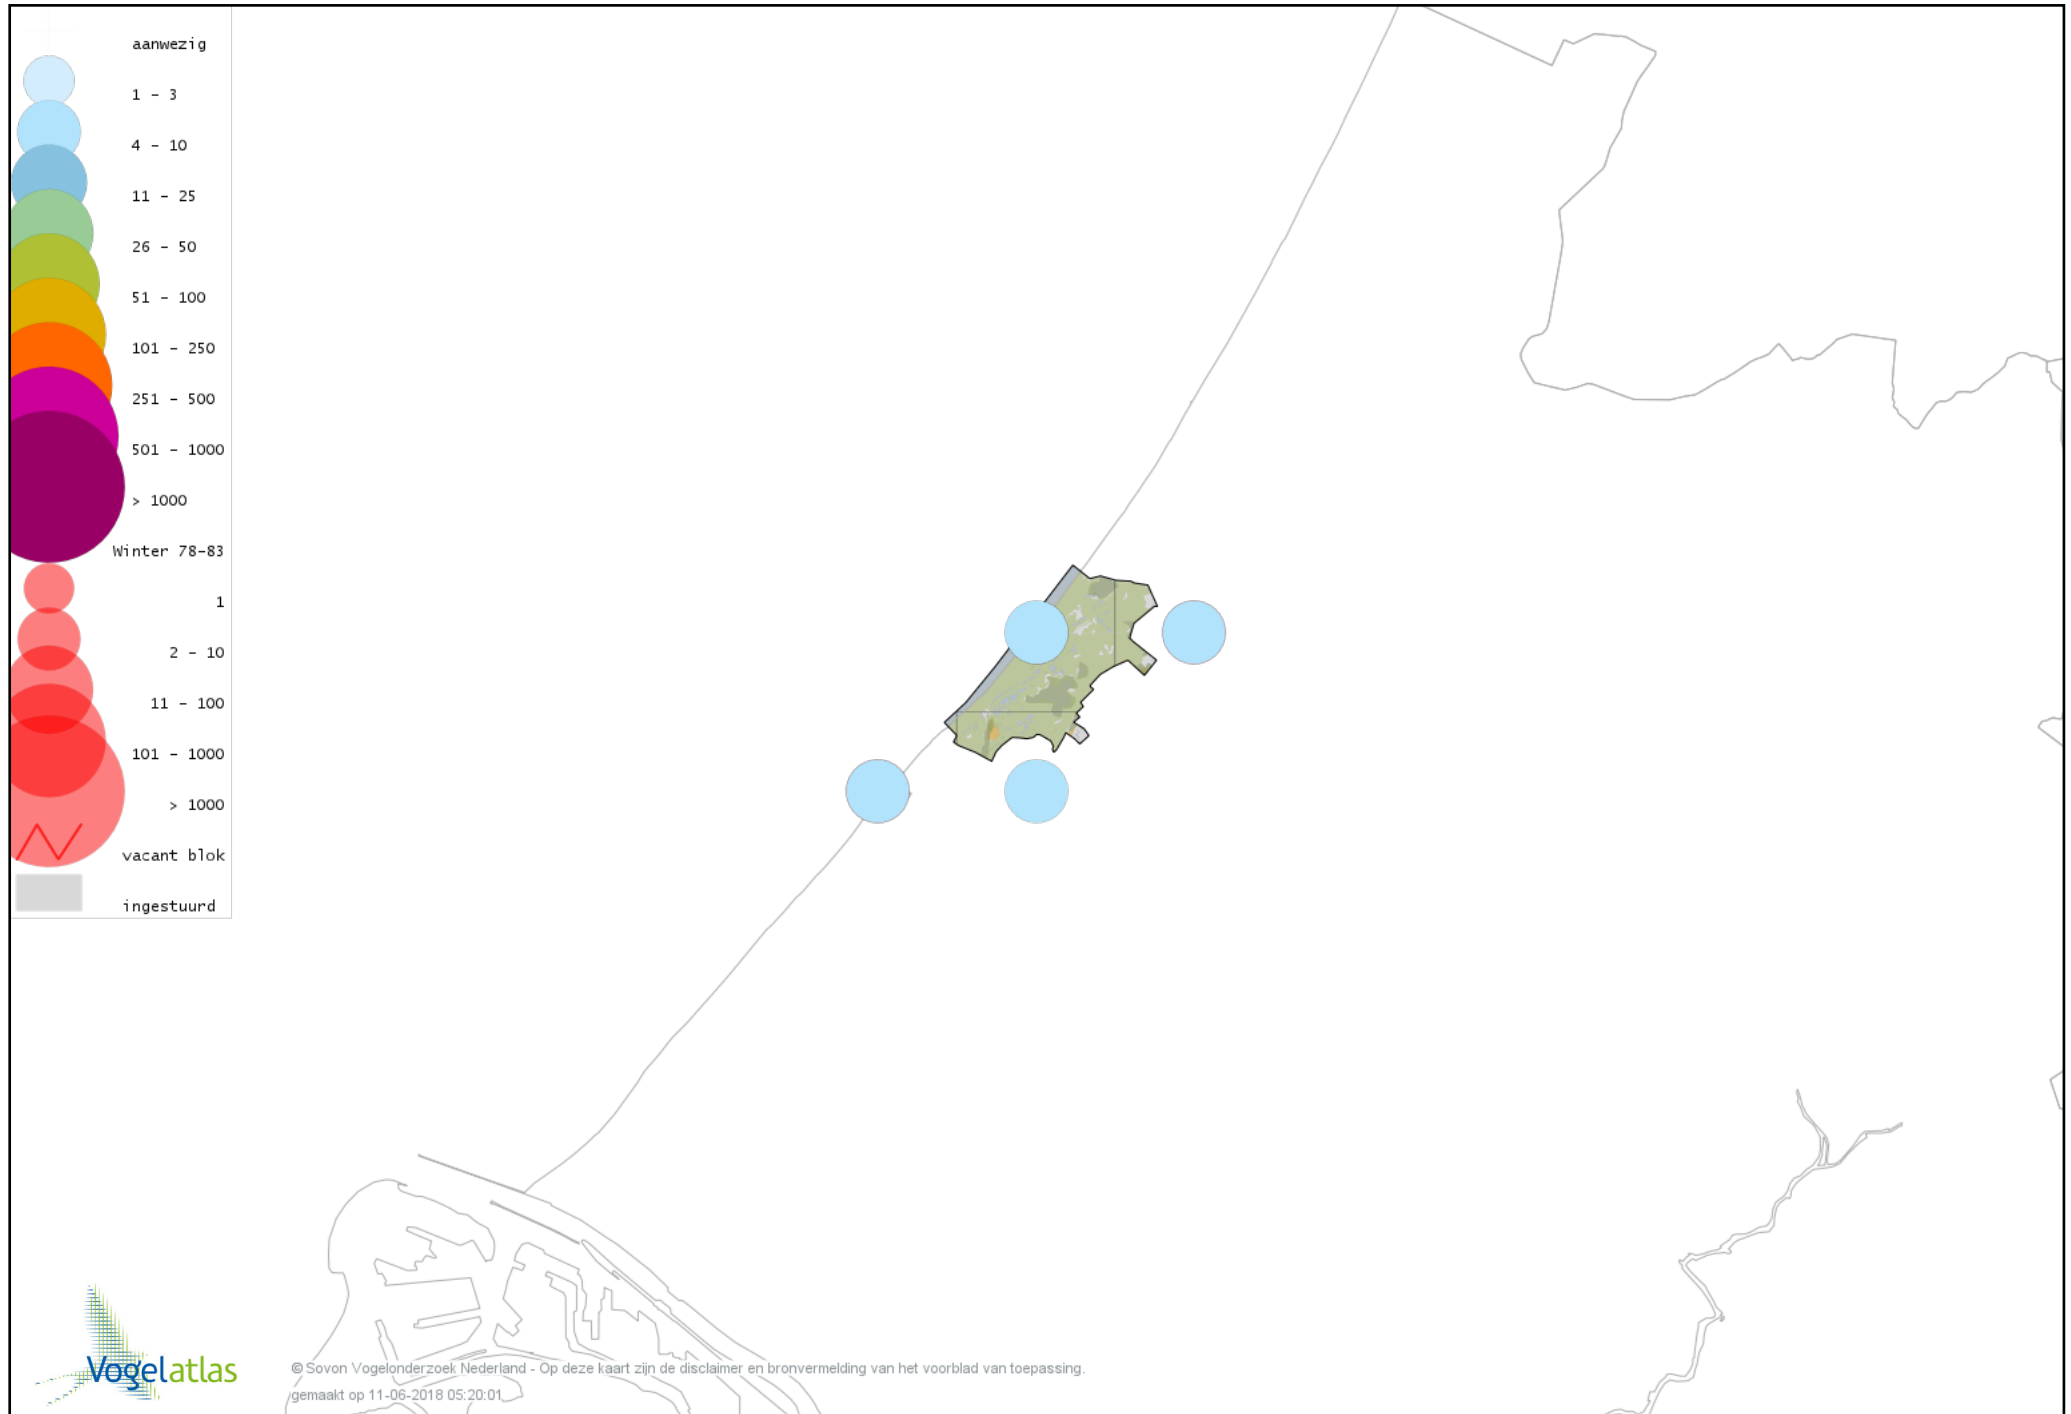 aanwezig
1 - 3
4 - 10
11 - 25
26 - 50
51 - 100
101 - 250
251 - 500
501 - 1000
> 1000
Winter 78-83
1
2 - 10
11 - 100
101 - 1000
> 1000
vacant blok
ingestuurd
Vogelatlas
© Sovon Vogelonderzoek Nederland - Op deze kaart zijn de disclaimer en bronvermelding van het voorblad van toepassing.
gemaakt op 11-06-2018 05:20:01